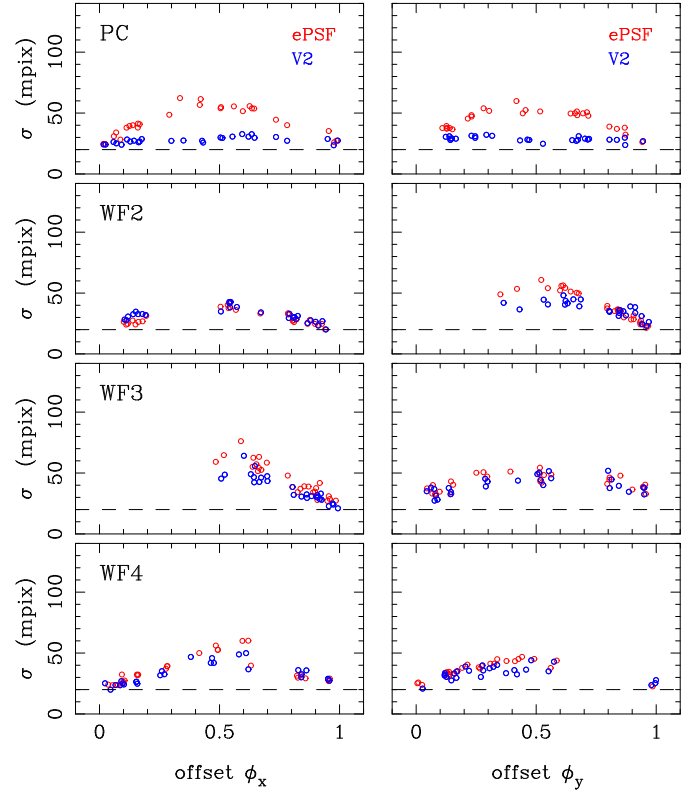 PC
ePSF
V2
ePSF
V2
σ (mpix)
0 50 100
WF2
σ (mpix)
0 50 100
WF3
σ (mpix)
0 50 100
WF4
σ (mpix)
0 50 100
0 0.5 1
0 0.5 1
offset ϕx
offset ϕy